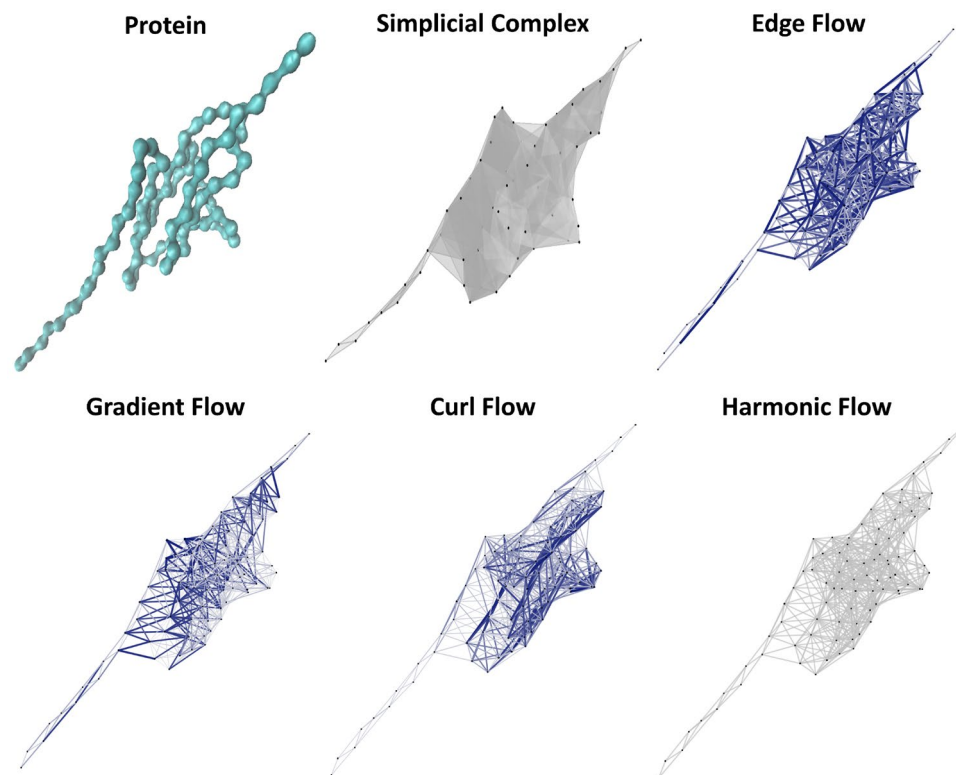 Protein
Simplicial Complex
Edge Flow
Gradient Flow
Curl Flow
Harmonic Flow